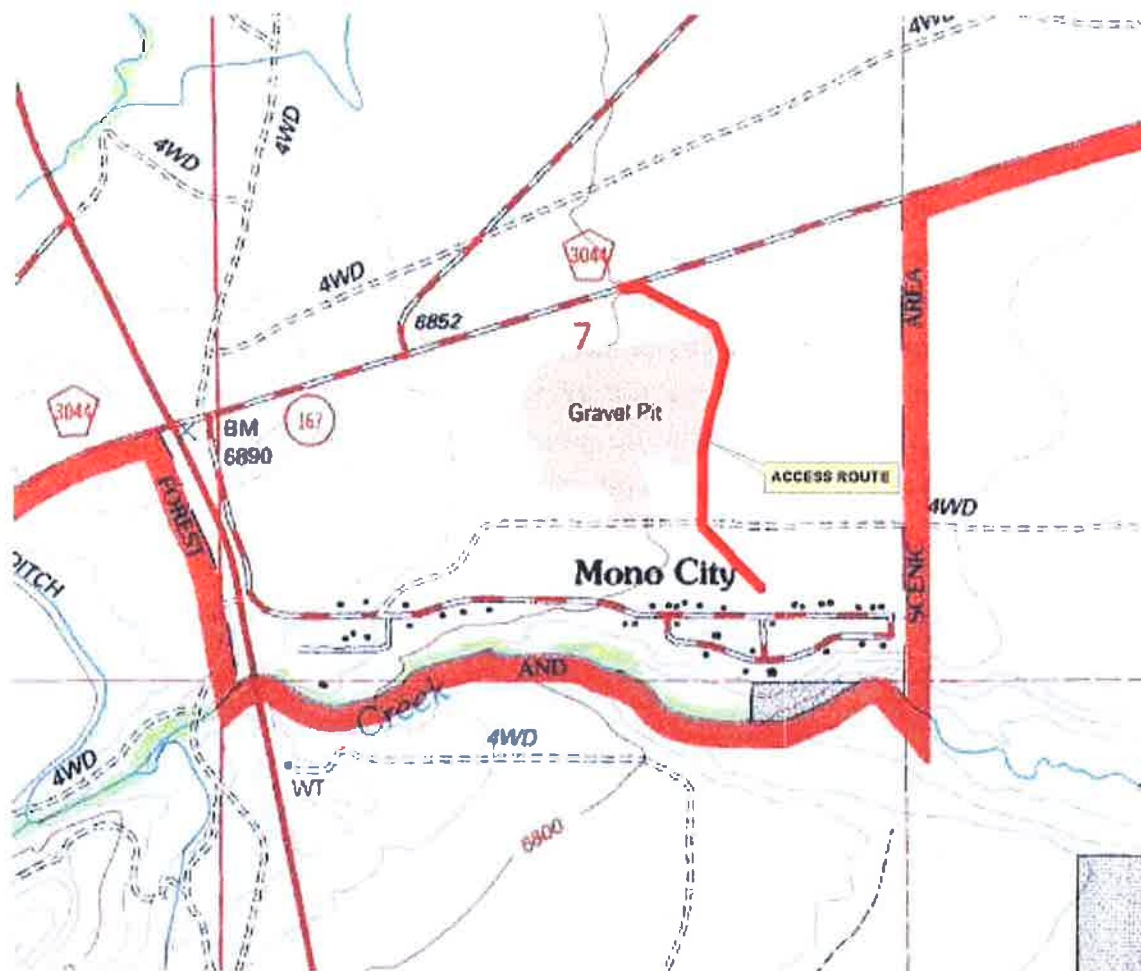 4WD
4WD
4WD
4WD
3044
6852
7
AREA
3044
167
BM
6890
Gravel Pit
ACCESS ROUTE
FOREST
4WD
DITCH
Mono City
SCENIC
AND
Creek
4WD
4WD
WT
6800